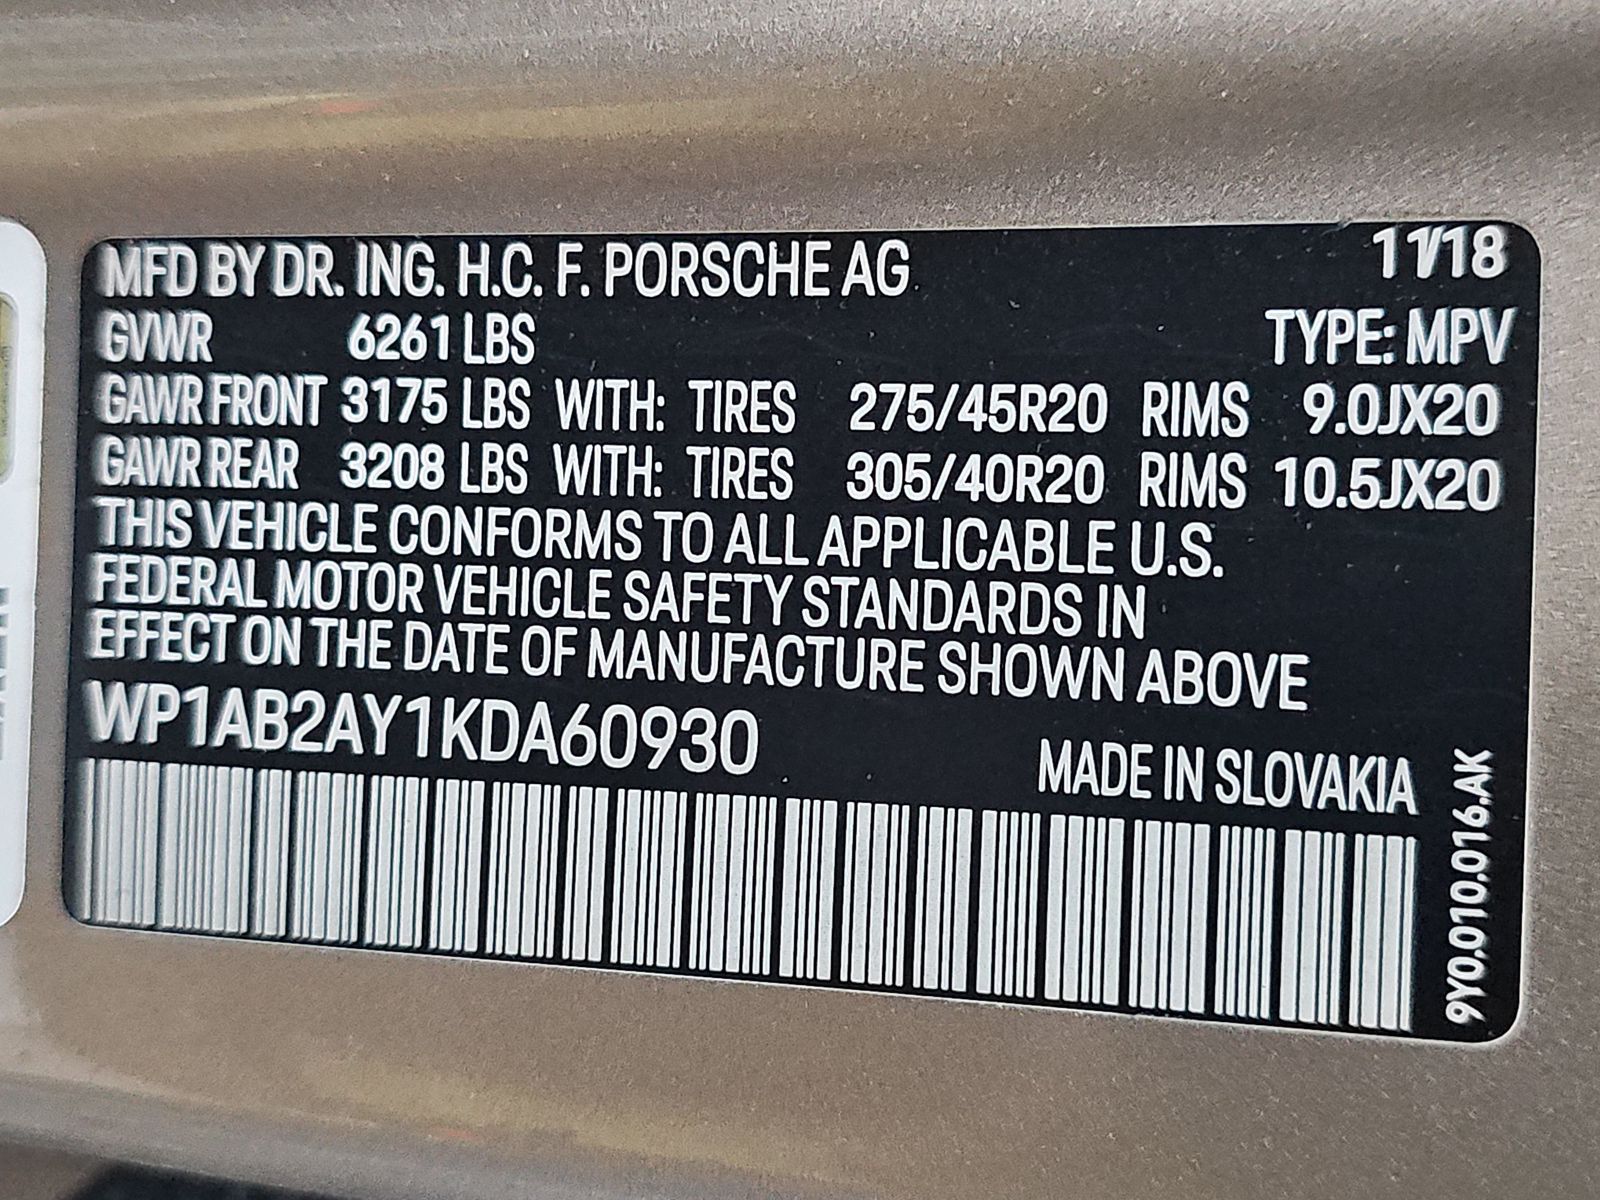 MFD BY DR. ING. H.C. F. PORSCHE AG 11/18
GVWR 6261 LBS TYPE: MPV
GAWR FRONT 3175 LBS WITH: TIRES 275/45R20 RIMS 9.0JX20
GAWR REAR 3208 LBS WITH: TIRES 305/40R20 RIMS 10.5JX20
THIS VEHICLE CONFORMS TO ALL APPLICABLE U.S.
FEDERAL MOTOR VEHICLE SAFETY STANDARDS IN
EFFECT ON THE DATE OF MANUFACTURE SHOWN ABOVE
WP1AB2AY1KDA60930
MADE IN SLOVAKIA
9Y0.010.016.AK